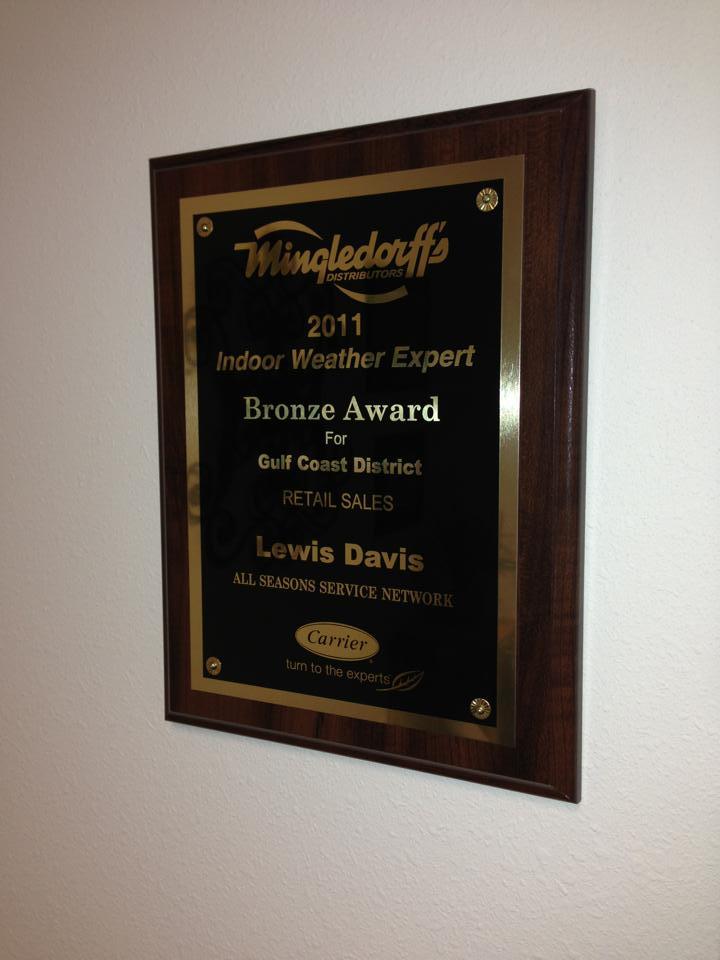 Mingledorff's
DISTRIBUTORS
2011
Indoor Weather Expert
Bronze Award
For
Gulf Coast District
RETAIL SALES
Lewis Davis
ALL SEASONS SERVICE NETWORK
Carrier
turn to the experts